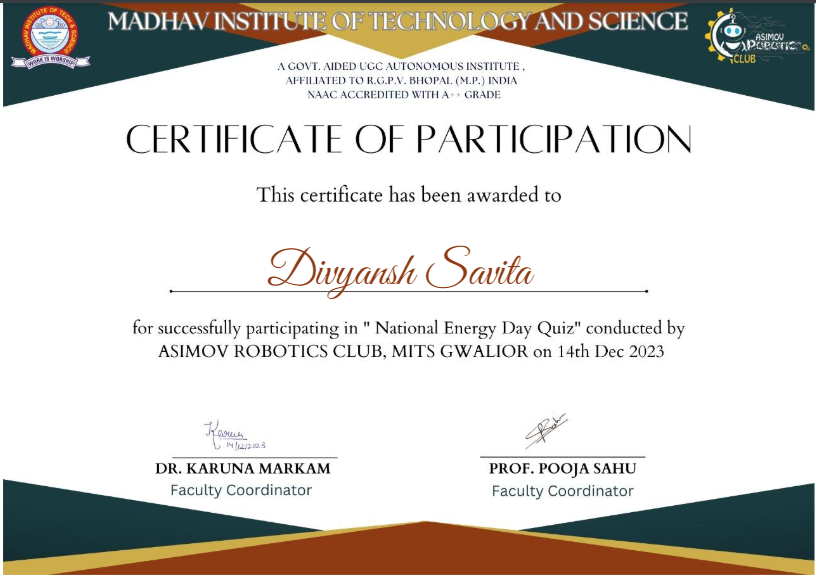 MADHAV INSTITUTE OF TECHNOLOGY AND SCIENCE
MADHAV INSTITUTE OF TECH & SCIENCE
WORK IS WORSHIP
ASIMOV
ROBOTICS
CLUB
A GOVT. AIDED UGC AUTONOMOUS INSTITUTE ,
AFFILIATED TO R.G.P.V. BHOPAL (M.P.) INDIA
NAAC ACCREDITED WITH A++ GRADE
CERTIFICATE OF PARTICIPATION
This certificate has been awarded to
Divyansh Savita
for successfully participating in " National Energy Day Quiz" conducted by
ASIMOV ROBOTICS CLUB, MITS GWALIOR on 14th Dec 2023
Karuna
14/12/2023
DR. KARUNA MARKAM
Faculty Coordinator
PROF. POOJA SAHU
Faculty Coordinator